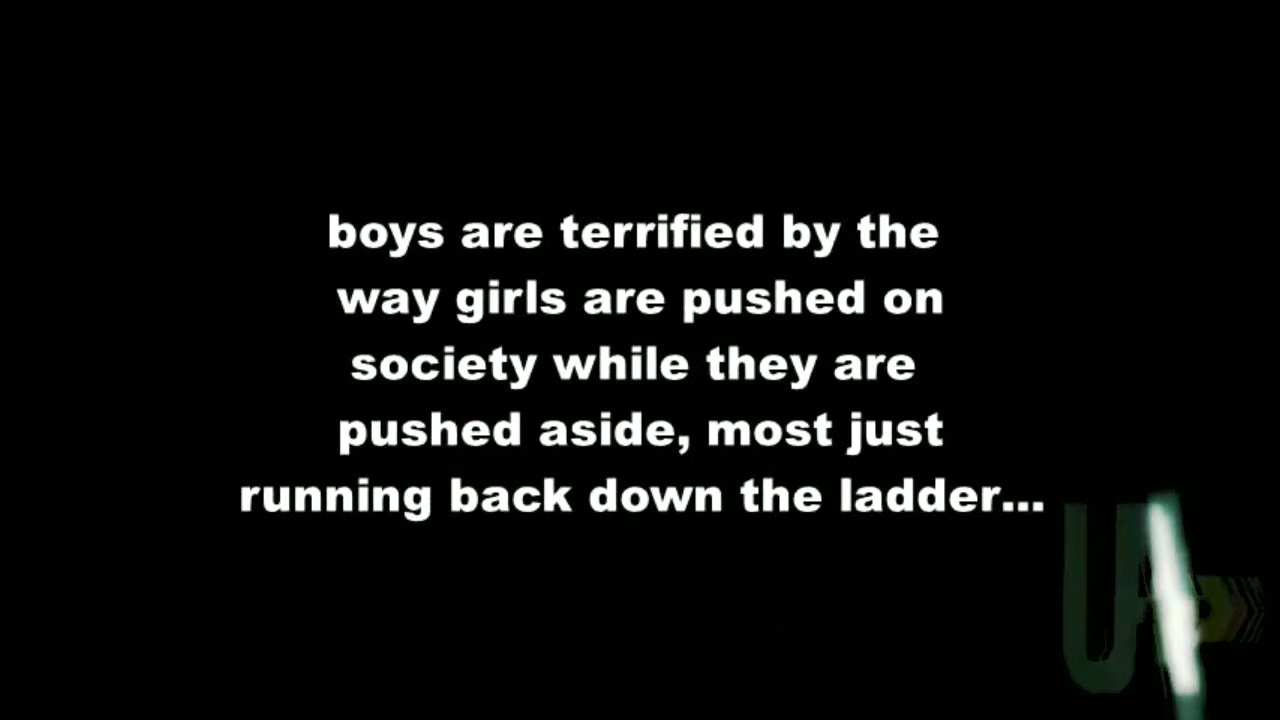 boys are terrified by the
way girls are pushed on
society while they are
pushed aside, most just
running back down the ladder...